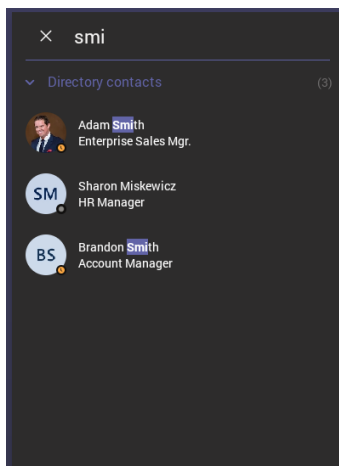 smi
Directory contacts (3)
Adam Smith
Enterprise Sales Mgr.
SM
Sharon Miskewicz
HR Manager
BS
Brandon Smith
Account Manager